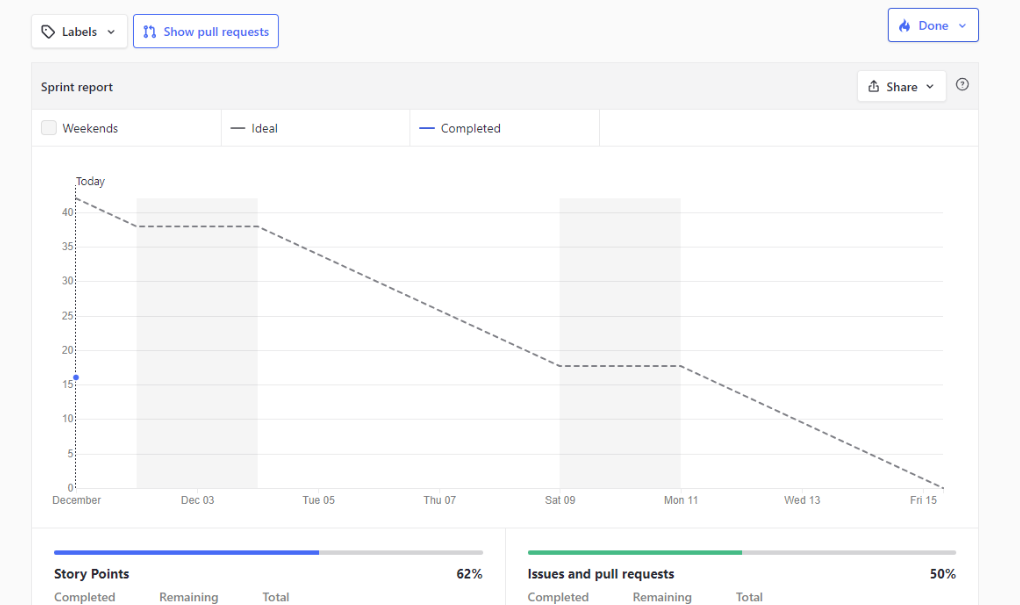 Labels
Show pull requests
Done
Sprint report
Share
?
Weekends
Ideal
Completed
Today
40
35
30
25
20
15
10
5
0
December
Dec 03
Tue 05
Thu 07
Sat 09
Mon 11
Wed 13
Fri 15
Story Points
62%
Completed
Remaining
Total
Issues and pull requests
50%
Completed
Remaining
Total